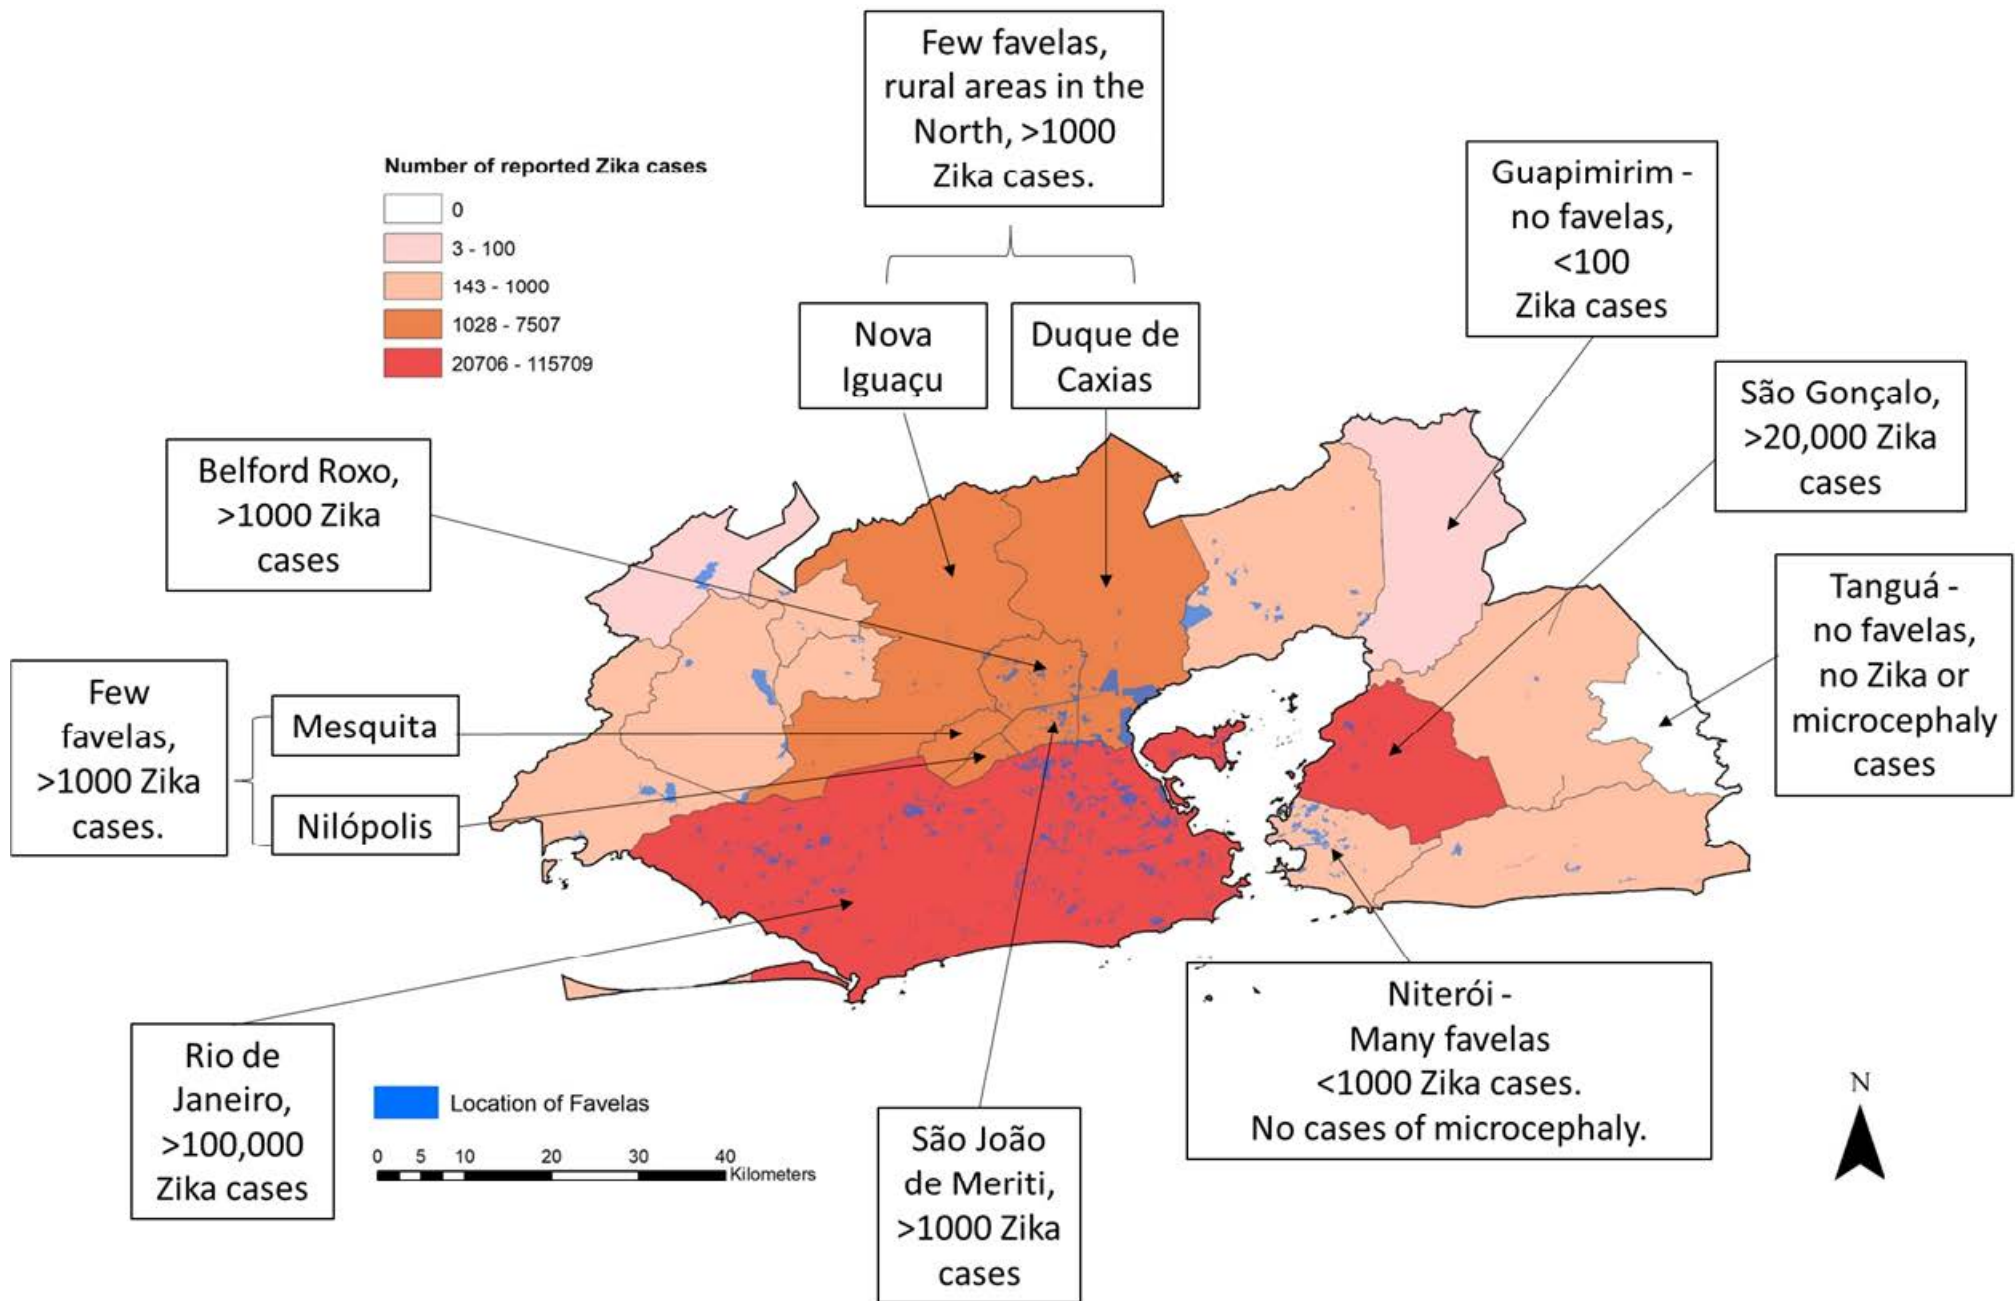 Few favelas,
rural areas in the
North, >1000
Zika cases.
Number of reported Zika cases
0
3 - 100
143 - 1000
1028 - 7507
20706 - 115709
Guapimirim -
no favelas,
<100
Zika cases
Nova
Iguaçu
Duque de
Caxias
São Gonçalo,
>20,000 Zika
cases
Belford Roxo,
>1000 Zika
cases
Tanguá -
no favelas,
no Zika or
microcephaly
cases
Few
favelas,
>1000 Zika
cases.
Mesquita
Nilópolis
Rio de
Janeiro,
>100,000
Zika cases
Location of Favelas
0 5 10 20 30 40
Kilometers
São João
de Meriti,
>1000 Zika
cases
Niterói -
Many favelas
<1000 Zika cases.
No cases of microcephaly.
N